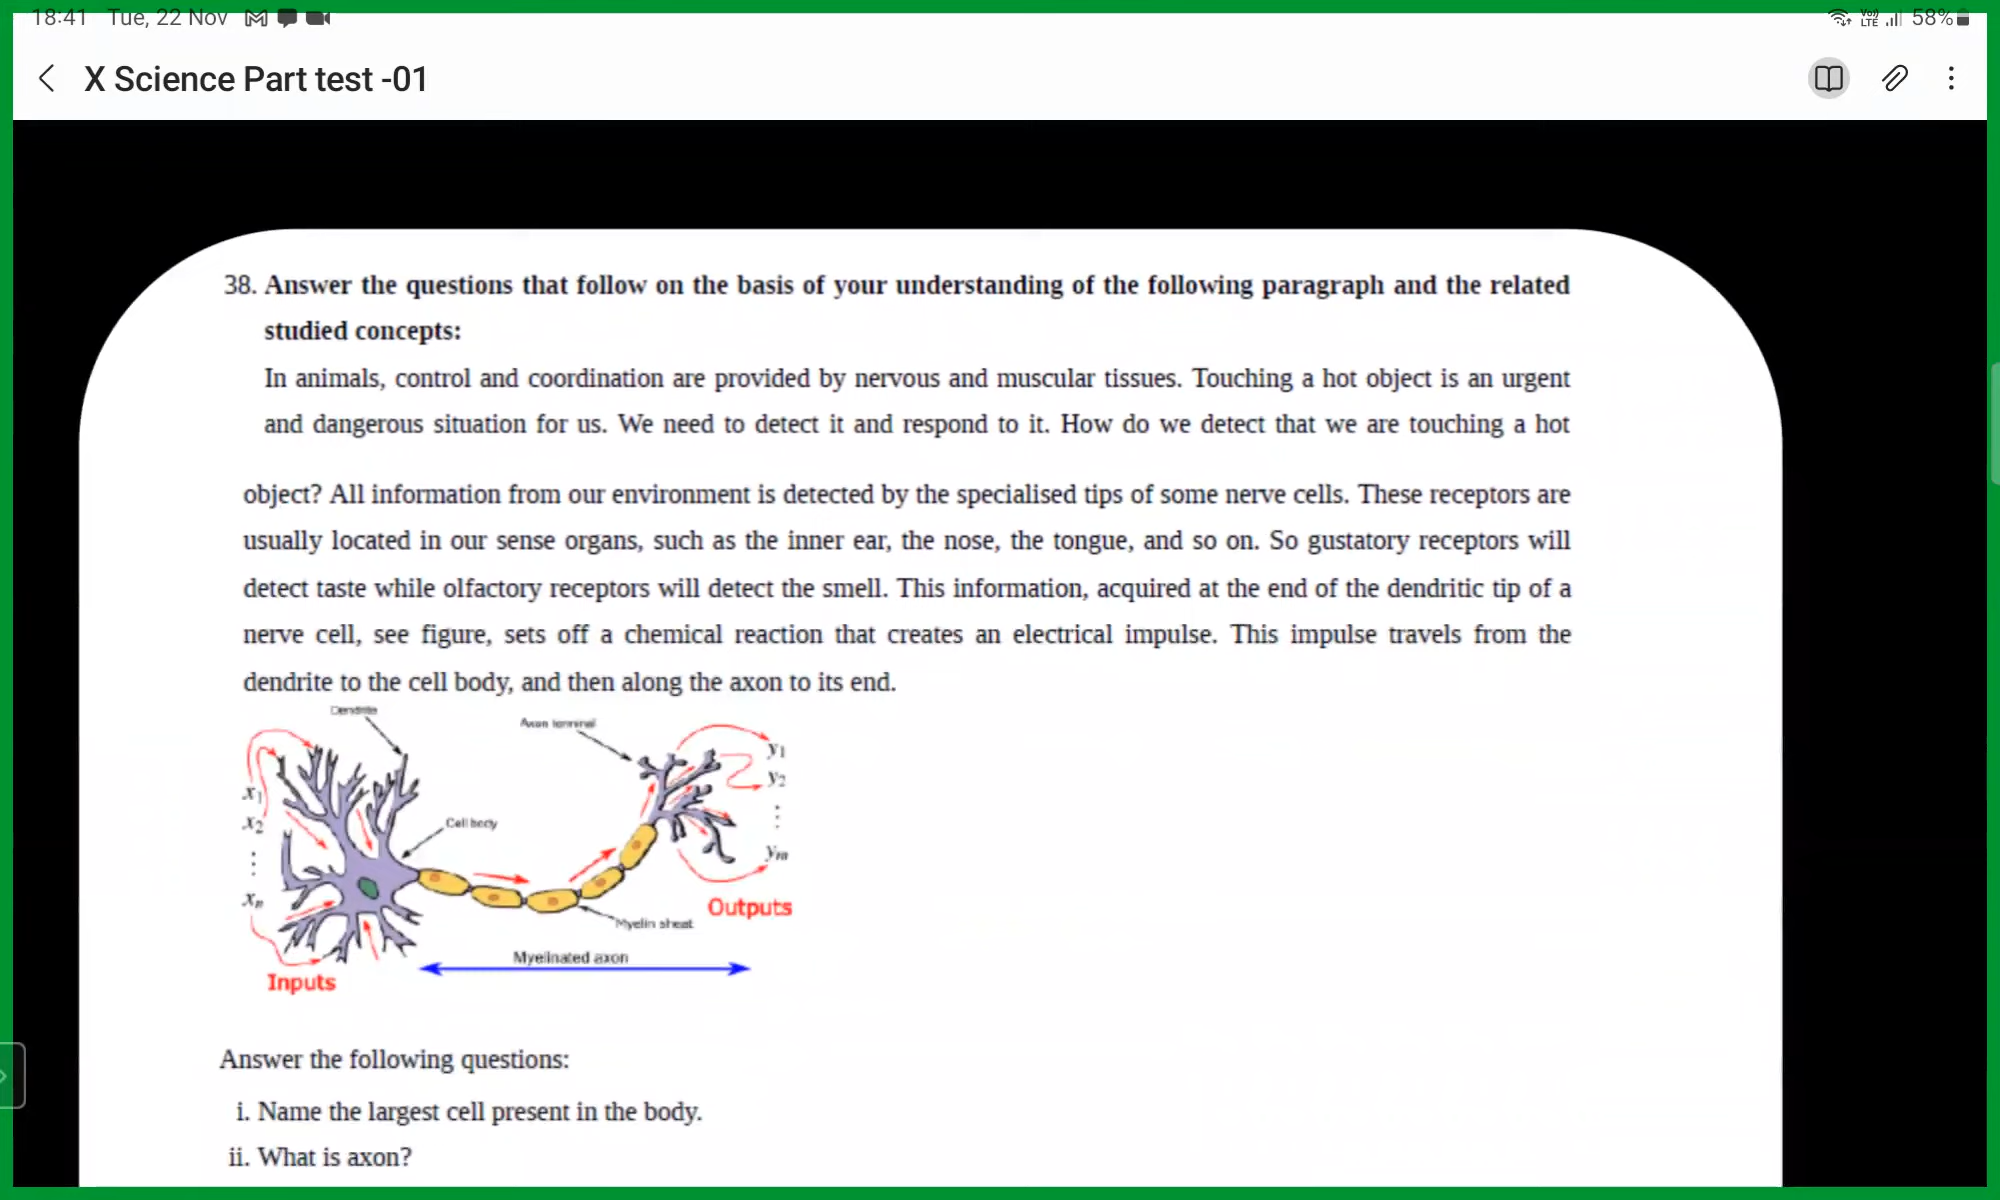 18:41 Tue, 22 Nov
LTE 58%
X Science Part test -01
38. Answer the questions that follow on the basis of your understanding of the following paragraph and the related
studied concepts:
In animals, control and coordination are provided by nervous and muscular tissues. Touching a hot object is an urgent
and dangerous situation for us. We need to detect it and respond to it. How do we detect that we are touching a hot
object? All information from our environment is detected by the specialised tips of some nerve cells. These receptors are
usually located in our sense organs, such as the inner ear, the nose, the tongue, and so on. So gustatory receptors will
detect taste while olfactory receptors will detect the smell. This information, acquired at the end of the dendritic tip of a
nerve cell, see figure, sets off a chemical reaction that creates an electrical impulse. This impulse travels from the
dendrite to the cell body, and then along the axon to its end.
Dendrite
Axon terminal
x1
x2
xn
Cell body
y1
y2
ym
Outputs
Myelin sheat
Myelinated axon
Inputs
Answer the following questions:
i. Name the largest cell present in the body.
ii. What is axon?